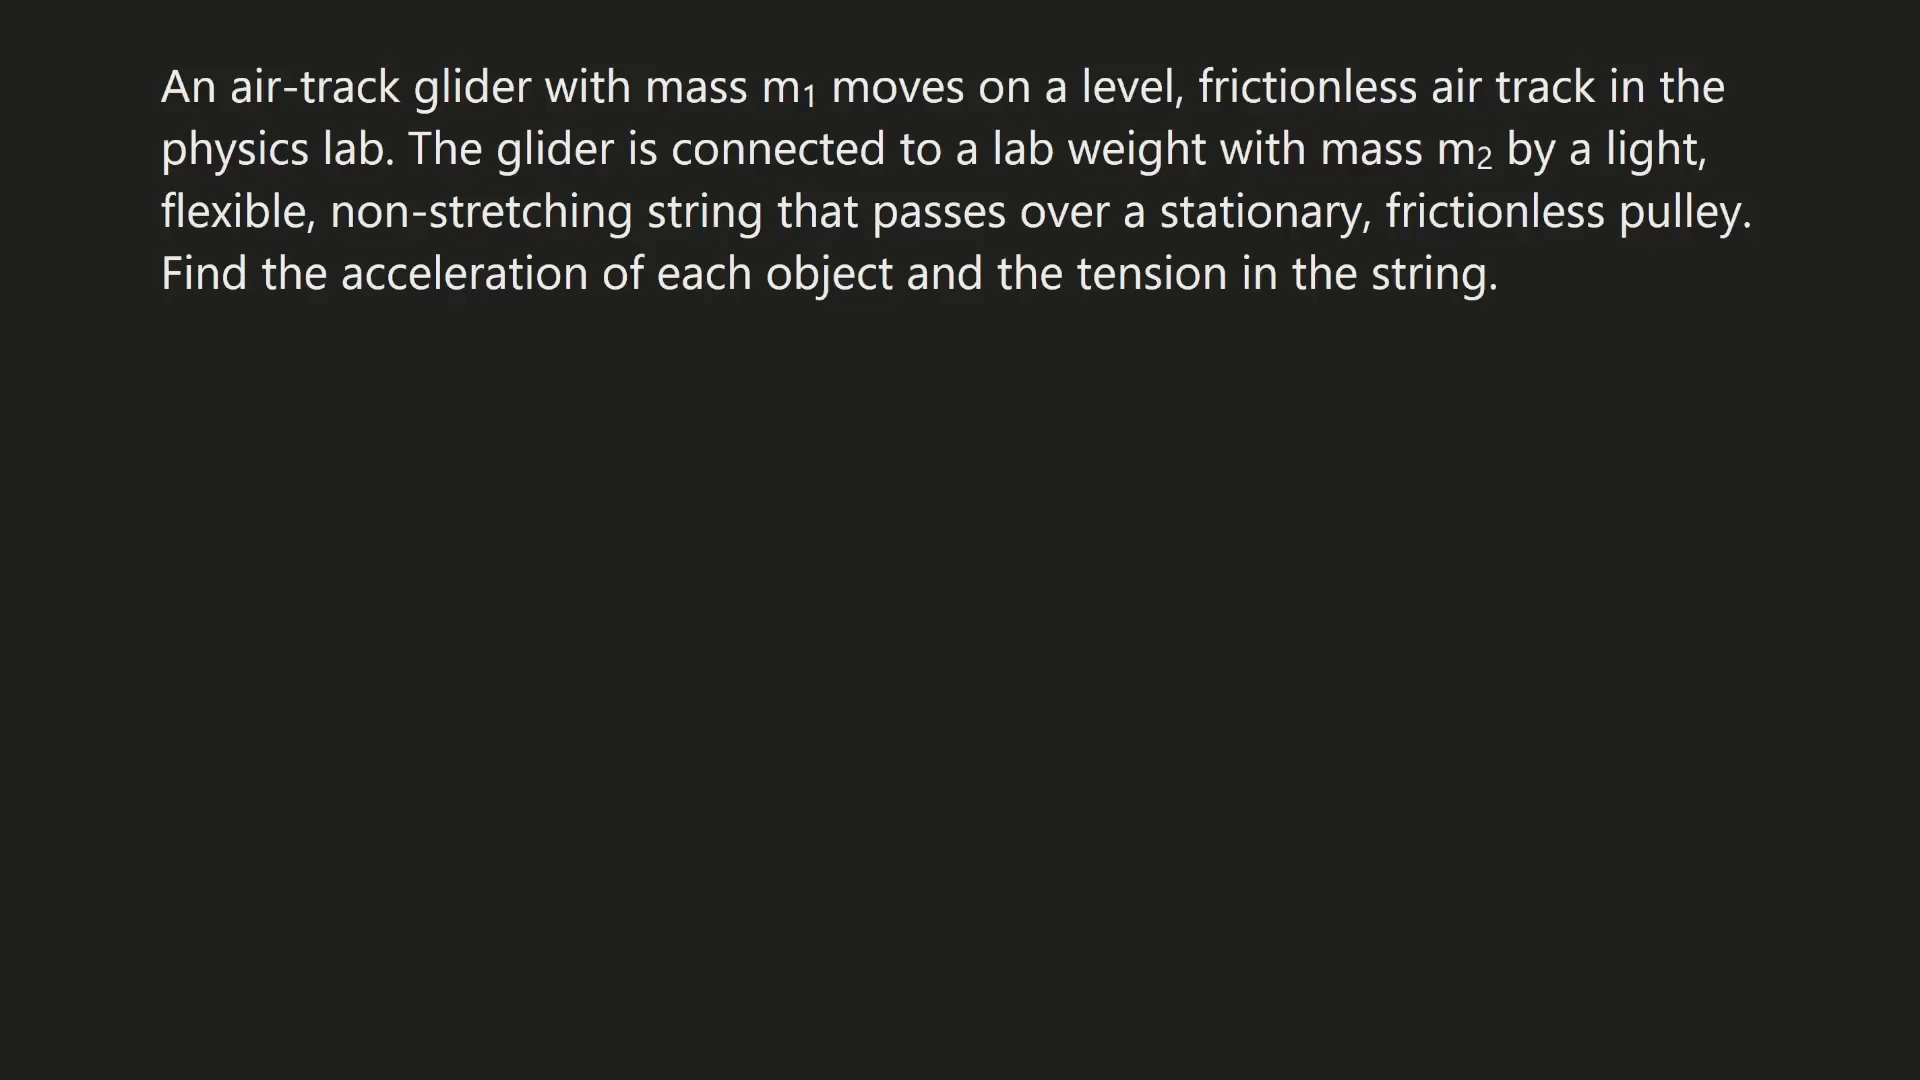 An air-track glider with mass m₁ moves on a level, frictionless air track in the
physics lab. The glider is connected to a lab weight with mass m₂ by a light,
flexible, non-stretching string that passes over a stationary, frictionless pulley.
Find the acceleration of each object and the tension in the string.